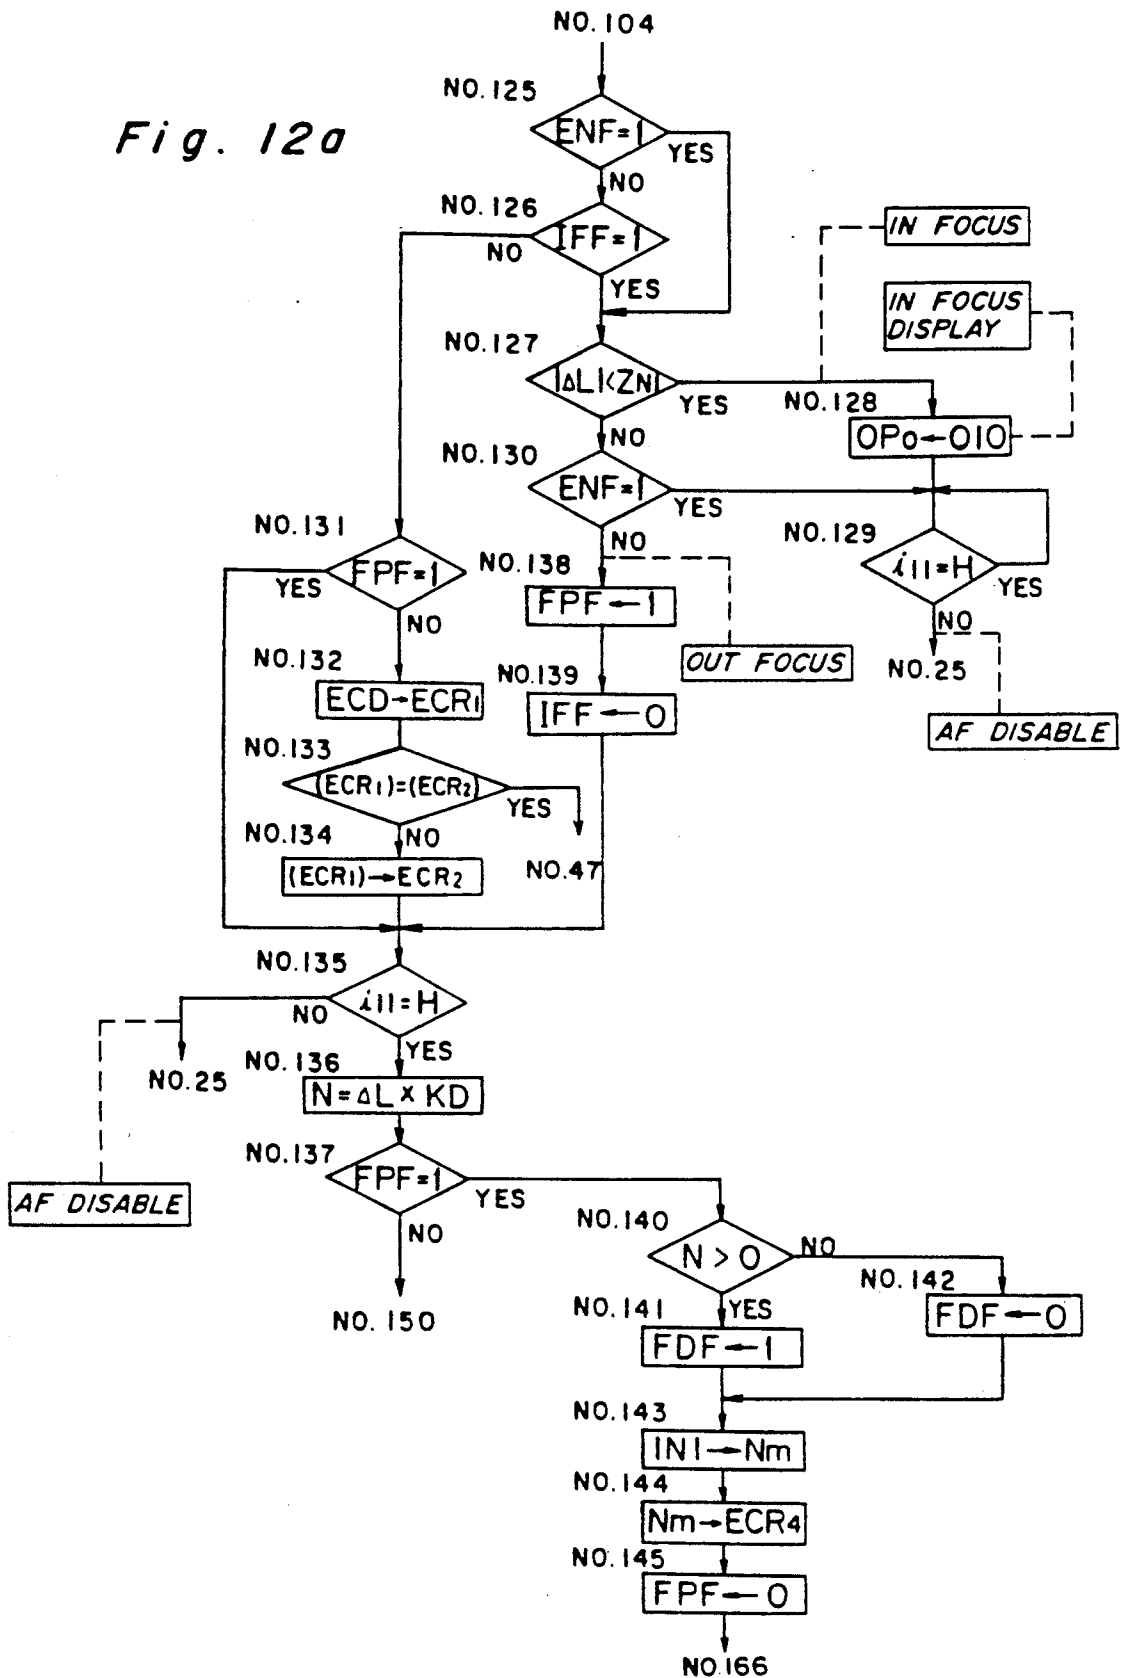 NO.104
NO.125
Fig. 12a
ENF=1
YES
NO
NO.126
IFF=1
NO
YES
IN FOCUS
IN FOCUS
DISPLAY
NO.127
|ΔL|<ZN
YES
NO.128
OPo←010
NO
NO.130
ENF=1
YES
NO.129
i11=H
YES
NO
NO.25
AF DISABLE
NO
NO.131
FPF=1
YES
NO
NO.138
FPF←1
OUT FOCUS
NO.132
ECD→ECR1
NO.139
IFF←0
NO.133
(ECR1)=(ECR2)
YES
NO
NO.47
NO.134
(ECR1)→ECR2
NO.135
i11=H
NO
YES
NO.25
AF DISABLE
NO.136
N=ΔL×KD
NO.137
FPF=1
YES
NO
NO.150
NO.140
N>0
NO
NO.142
FDF←0
YES
NO.141
FDF←1
NO.143
|N|→Nm
NO.144
Nm→ECR4
NO.145
FPF←0
NO.166